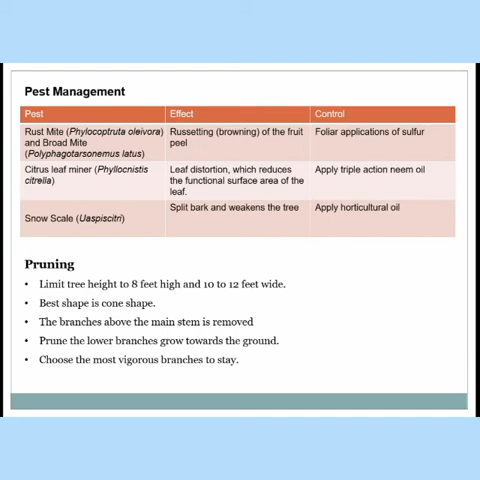 Pest Management
Pest Effect Control
Rust Mite (Phylocoptruta oleivora) Russetting (browning) of the fruit Foliar applications of sulfur
and Broad Mite peel
(Polyphagotarsonemus latus)
Citrus leaf miner (Phyllocnistis Leaf distortion, which reduces Apply triple action neem oil
citrella) the functional surface area of the
leaf.
Split bark and weakens the tree Apply horticultural oil
Snow Scale (Uaspiscitri)
Pruning
• Limit tree height to 8 feet high and 10 to 12 feet wide.
• Best shape is cone shape.
• The branches above the main stem is removed
• Prune the lower branches grow towards the ground.
• Choose the most vigorous branches to stay.